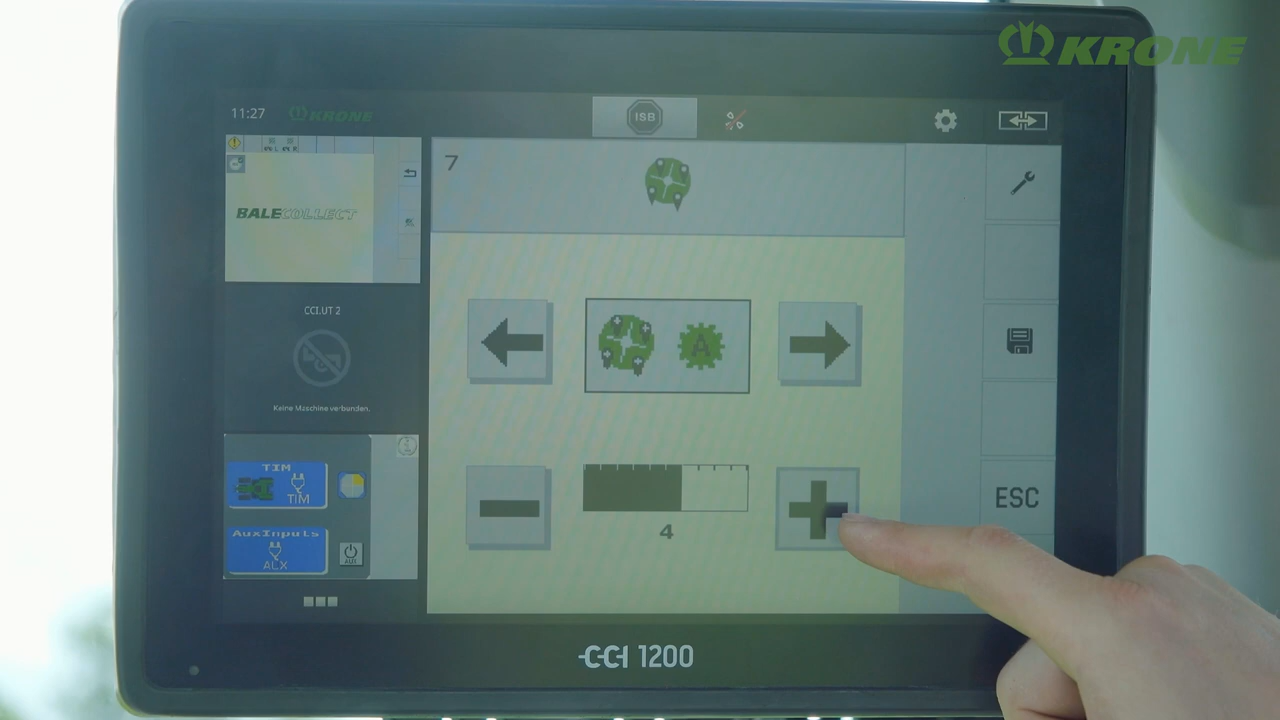 KRONE
11:27
KRONE
ISB
BALECOLLECT
7
CCI.UT 2
Keine Maschine verbunden.
A
4
ESC
TIM
TIM
AuxInputs
AUX
CCI 1200